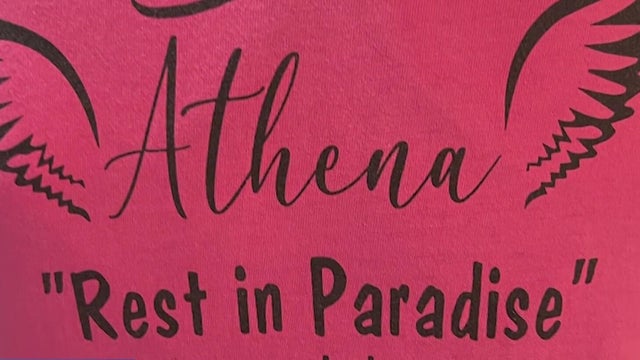 Athena
"Rest in Paradise"